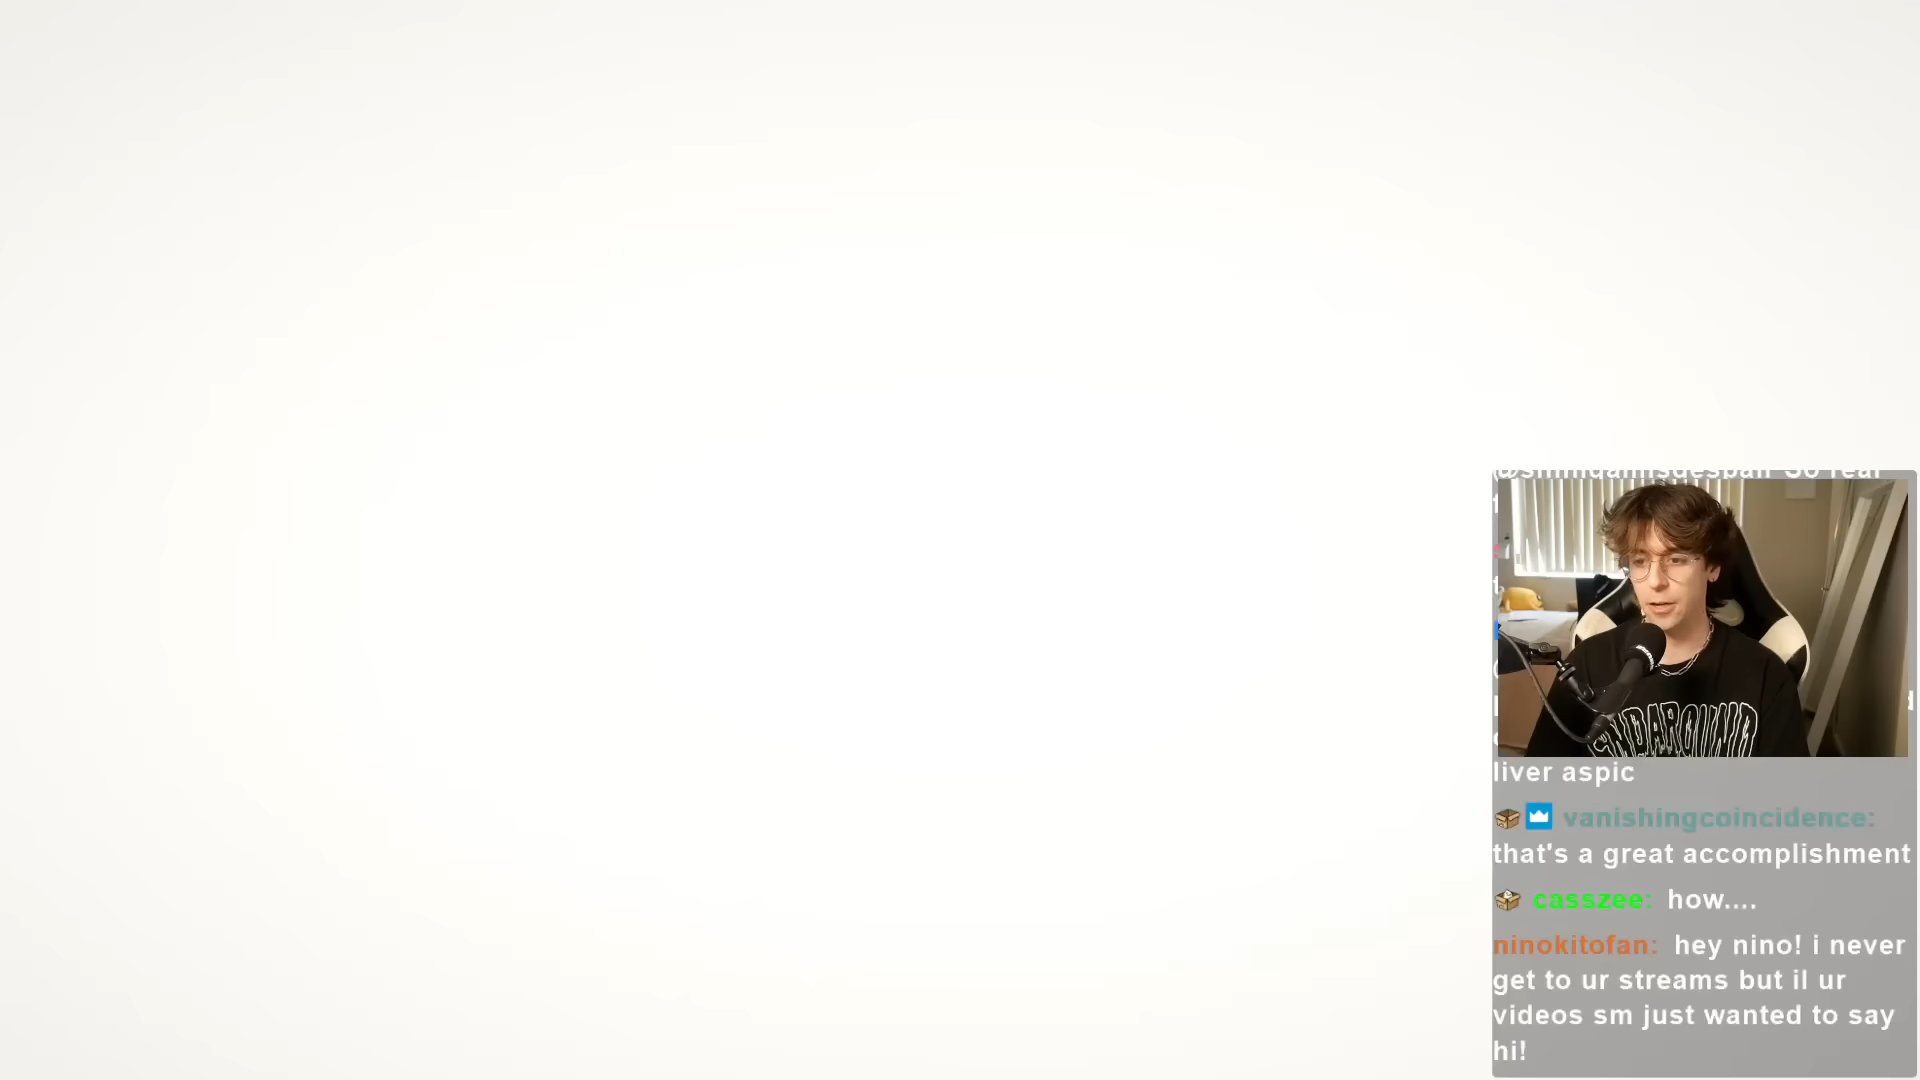 liver aspic
vanishingcoincidence:
that's a great accomplishment
casszee: how....
ninokitofan: hey nino! i never
get to ur streams but il ur
videos sm just wanted to say
hi!